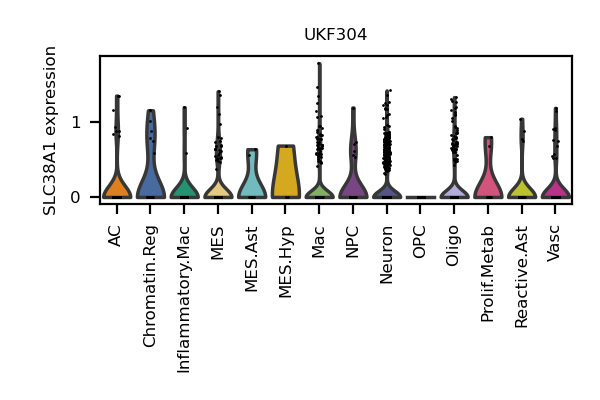 UKF304
SLC38A1 expression
1
0
AC
Chromatin.Reg
Inflammatory.Mac
MES
MES.Ast
MES.Hyp
Mac
NPC
Neuron
OPC
Oligo
Prolif.Metab
Reactive.Ast
Vasc